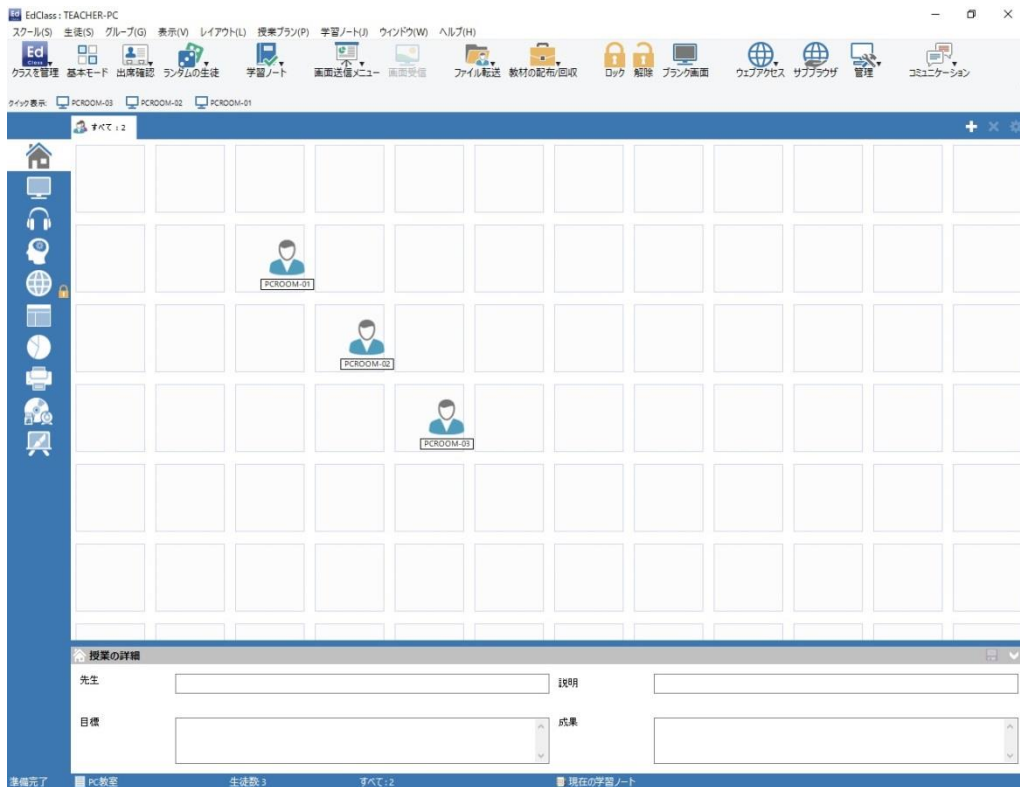 EdClass : TEACHER-PC
スクール(S) 生徒(S) グループ(G) 表示(V) レイアウト(L) 授業プラン(P) 学習ノート(J) ウィンドウ(W) ヘルプ(H)
Ed
Class
クラスを管理 基本モード 出席確認 ランダムの生徒 学習ノート 画面送信メニュー 画面受信 ファイル転送 教材の配布/回収 ロック 解除 ブランク画面 ウェブアクセス サブブラウザ 管理 コミュニケーション
クイック表示: PCROOM-03 PCROOM-02 PCROOM-01
すべて : 2
PCROOM-01
PCROOM-02
PCROOM-03
授業の詳細
先生 説明
目標 成果
準備完了 PC教室 生徒数: 3 すべて : 2 現在の学習ノート